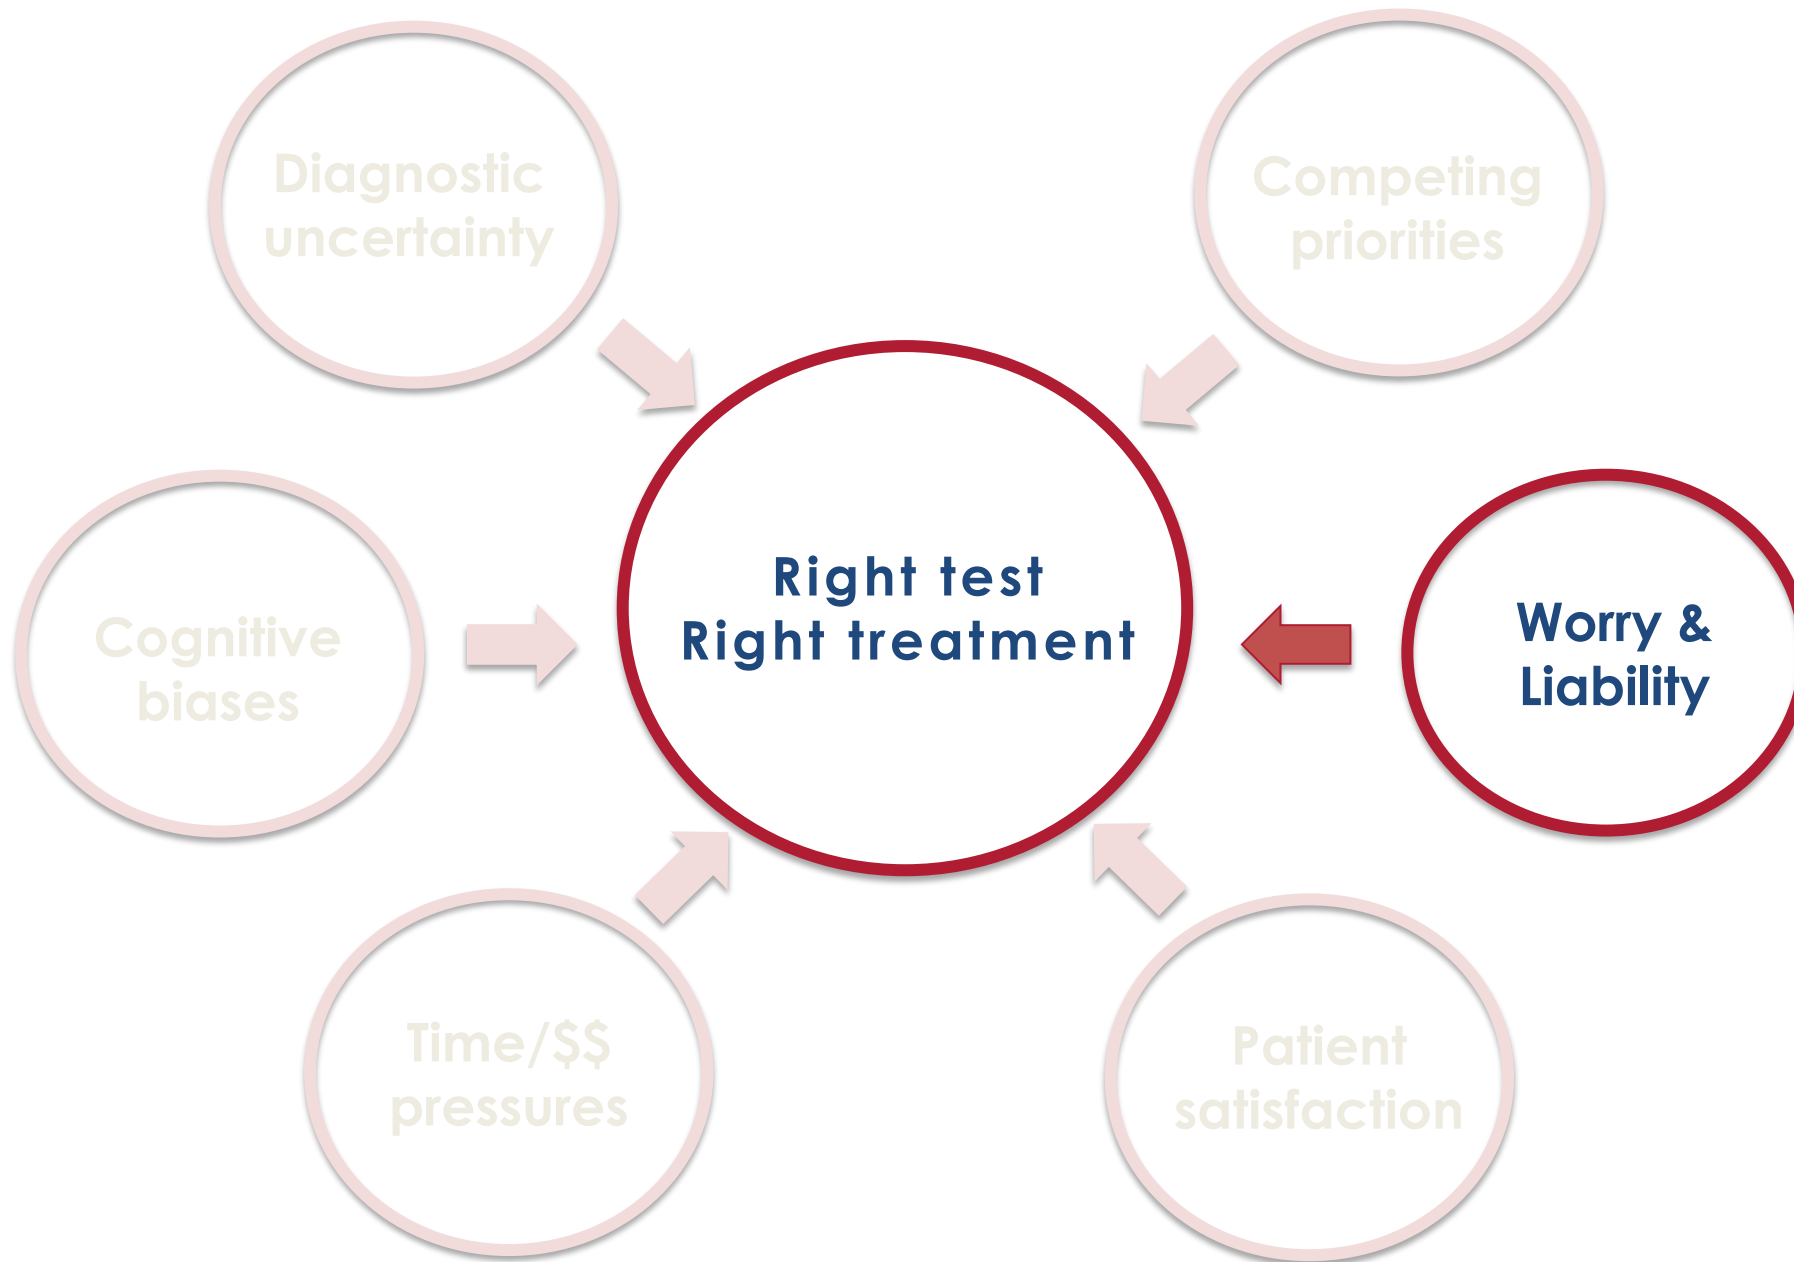 Diagnostic
uncertainty
Competing
priorities
Right test
Right treatment
Cognitive
biases
Worry &
Liability
Time/$$
pressures
Patient
satisfaction